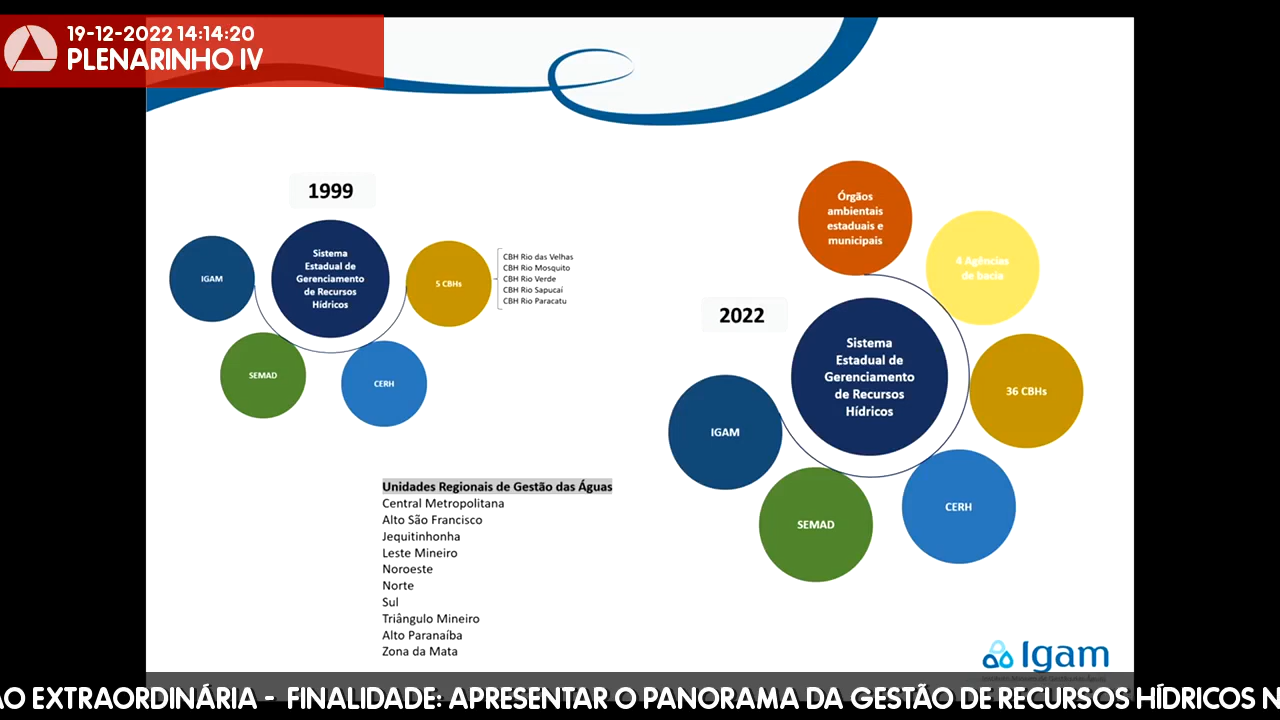 19-12-2022 14:14:20
PLENARINHO IV
1999
Sistema
Estadual de
Gerenciamento
de Recursos
Hídricos
IGAM
5 CBHs
CBH Rio das Velhas
CBH Rio Mosquito
CBH Rio Verde
CBH Rio Sapucaí
CBH Rio Paracatu
SEMAD
CERH
Órgãos
ambientais
estaduais e
municipais
4 Agências
de bacia
2022
Sistema
Estadual de
Gerenciamento
de Recursos
Hídricos
36 CBHs
IGAM
CERH
SEMAD
Unidades Regionais de Gestão das Águas
Central Metropolitana
Alto São Francisco
Jequitinhonha
Leste Mineiro
Noroeste
Norte
Sul
Triângulo Mineiro
Alto Paranaíba
Zona da Mata
Igam
ÃO EXTRAORDINÁRIA - FINALIDADE: APRESENTAR O PANORAMA DA GESTÃO DE RECURSOS HÍDRICOS N